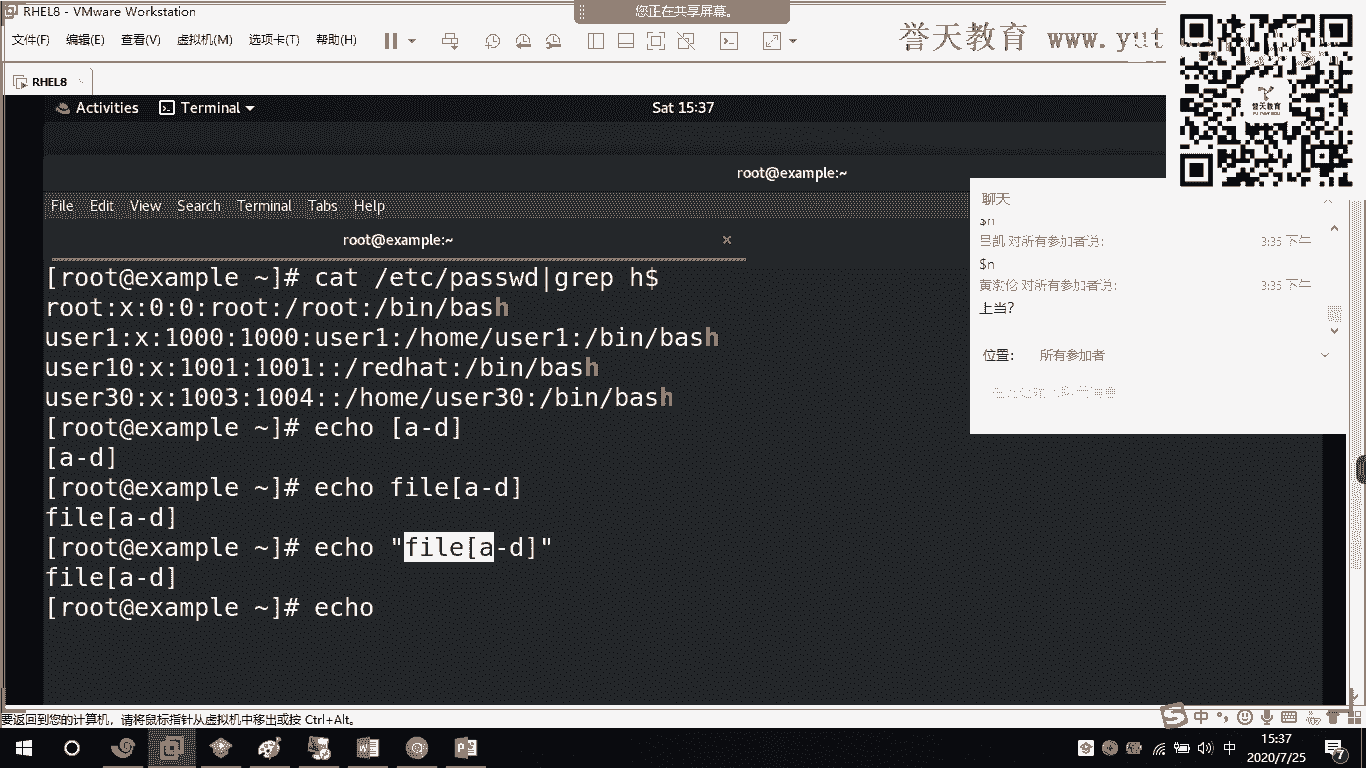 RHEL8 - VMware Workstation
您正在共享屏幕。
文件(F) 编辑(E) 查看(V) 虚拟机(M) 选项卡(T) 帮助(H)
誉天教育 www.yut
RHEL8
誉天教育
Activities Terminal Sat 15:37
root@example:~
File Edit View Search Terminal Tabs Help
root@example:~ ×
[root@example ~]# cat /etc/passwd|grep h$
root:x:0:0:root:/root:/bin/bash
user1:x:1000:1000:user1:/home/user1:/bin/bash
user10:x:1001:1001::/redhat:/bin/bash
user30:x:1003:1004::/home/user30:/bin/bash
[root@example ~]# echo [a-d]
[a-d]
[root@example ~]# echo file[a-d]
file[a-d]
[root@example ~]# echo "file[a-d]"
file[a-d]
[root@example ~]# echo
聊天
$n
对所有参加者说: 3:35 下午
$n
对所有参加者说: 3:35 下午
上当?
位置: 所有参加者
要返回到您的计算机，请将鼠标指针从虚拟机中移出或按 Ctrl+Alt。
中
中 15:37
2020/7/25
7